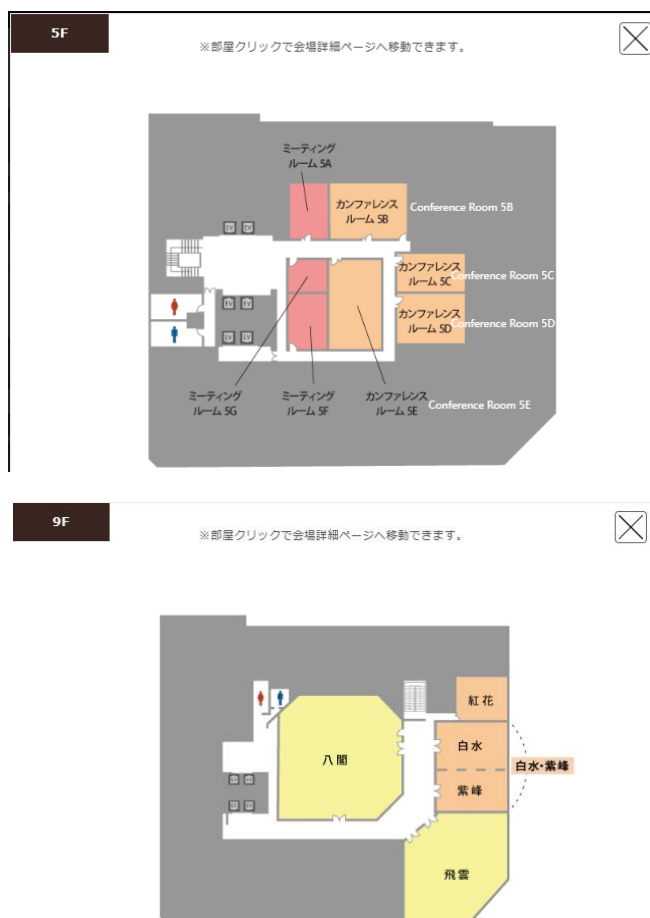 5F
※部屋クリックで会場詳細ページへ移動できます。
ミーティング
ルーム 5A
カンファレンス
ルーム 5B
Conference Room 5B
EV EV
カンファレンス
ルーム 5C
Conference Room 5C
EV EV
カンファレンス
ルーム 5D
Conference Room 5D
EV EV
ミーティング
ルーム 5G
ミーティング
ルーム 5F
カンファレンス
ルーム 5E
Conference Room 5E
9F
※部屋クリックで会場詳細ページへ移動できます。
紅花
八閣
白水
白水・紫峰
紫峰
EV EV
EV EV
飛雲